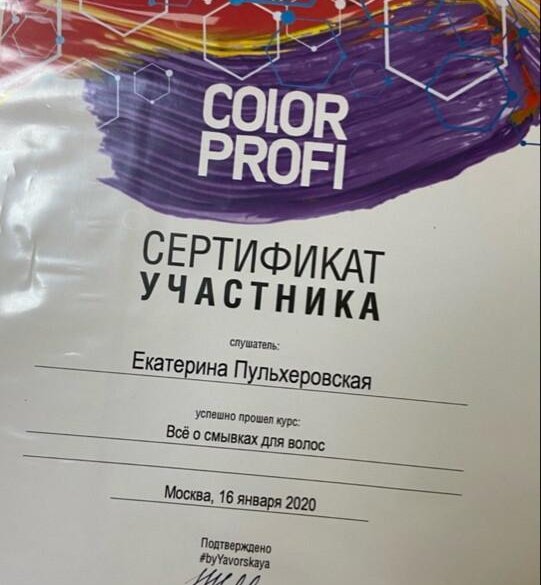 COLOR
PROFI
СЕРТИФИКАТ
УЧАСТНИКА
слушатель:
Екатерина Пульхеровская
успешно прошел курс:
Всё о смывках для волос
Москва, 16 января 2020
Подтверждено
#byYavorskaya